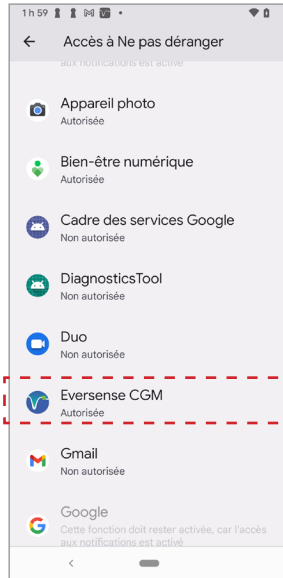 1 h 59
Accès à Ne pas déranger
aux notifications est activé
Appareil photo
Autorisée
Bien-être numérique
Autorisée
Cadre des services Google
Non autorisée
DiagnosticsTool
Non autorisée
Duo
Non autorisée
Eversense CGM
Autorisée
Gmail
Non autorisée
Google
Cette fonction doit rester activée, car l'accès
aux notifications est activé